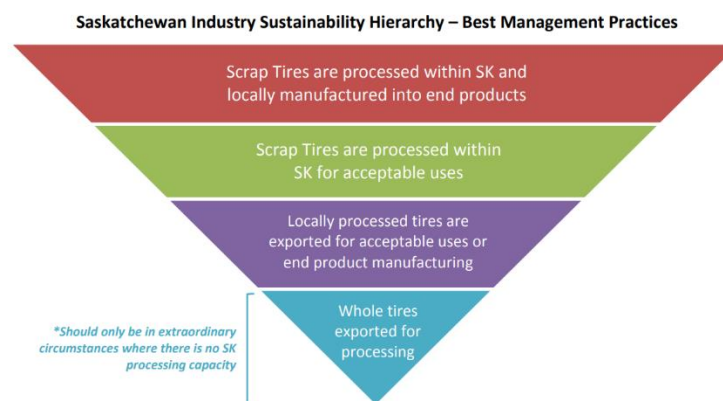 Saskatchewan Industry Sustainability Hierarchy – Best Management Practices
Scrap Tires are processed within SK and
locally manufactured into end products
Scrap Tires are processed within
SK for acceptable uses
Locally processed tires are
exported for acceptable uses or
end product manufacturing
Whole tires
exported for
processing
*Should only be in extraordinary
circumstances where there is no SK
processing capacity